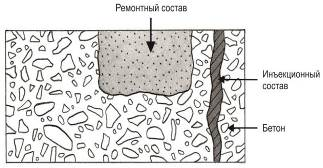 Ремонтный состав
Инъекционный
состав
Бетон